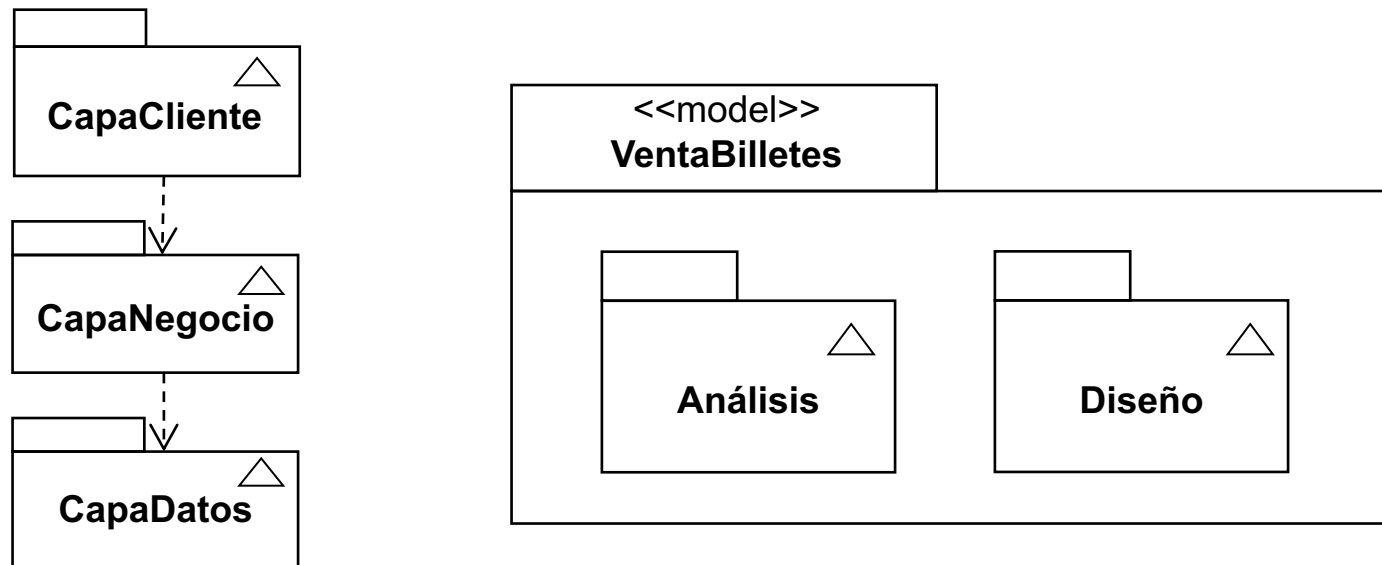 CapaCliente
CapaNegocio
CapaDatos
<<model>>
VentaBilletes
Análisis
Diseño